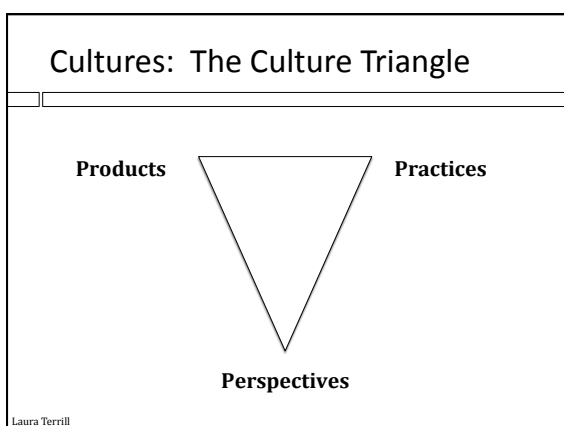 Cultures: The Culture Triangle
Products
Practices
Perspectives
Laura Terrill